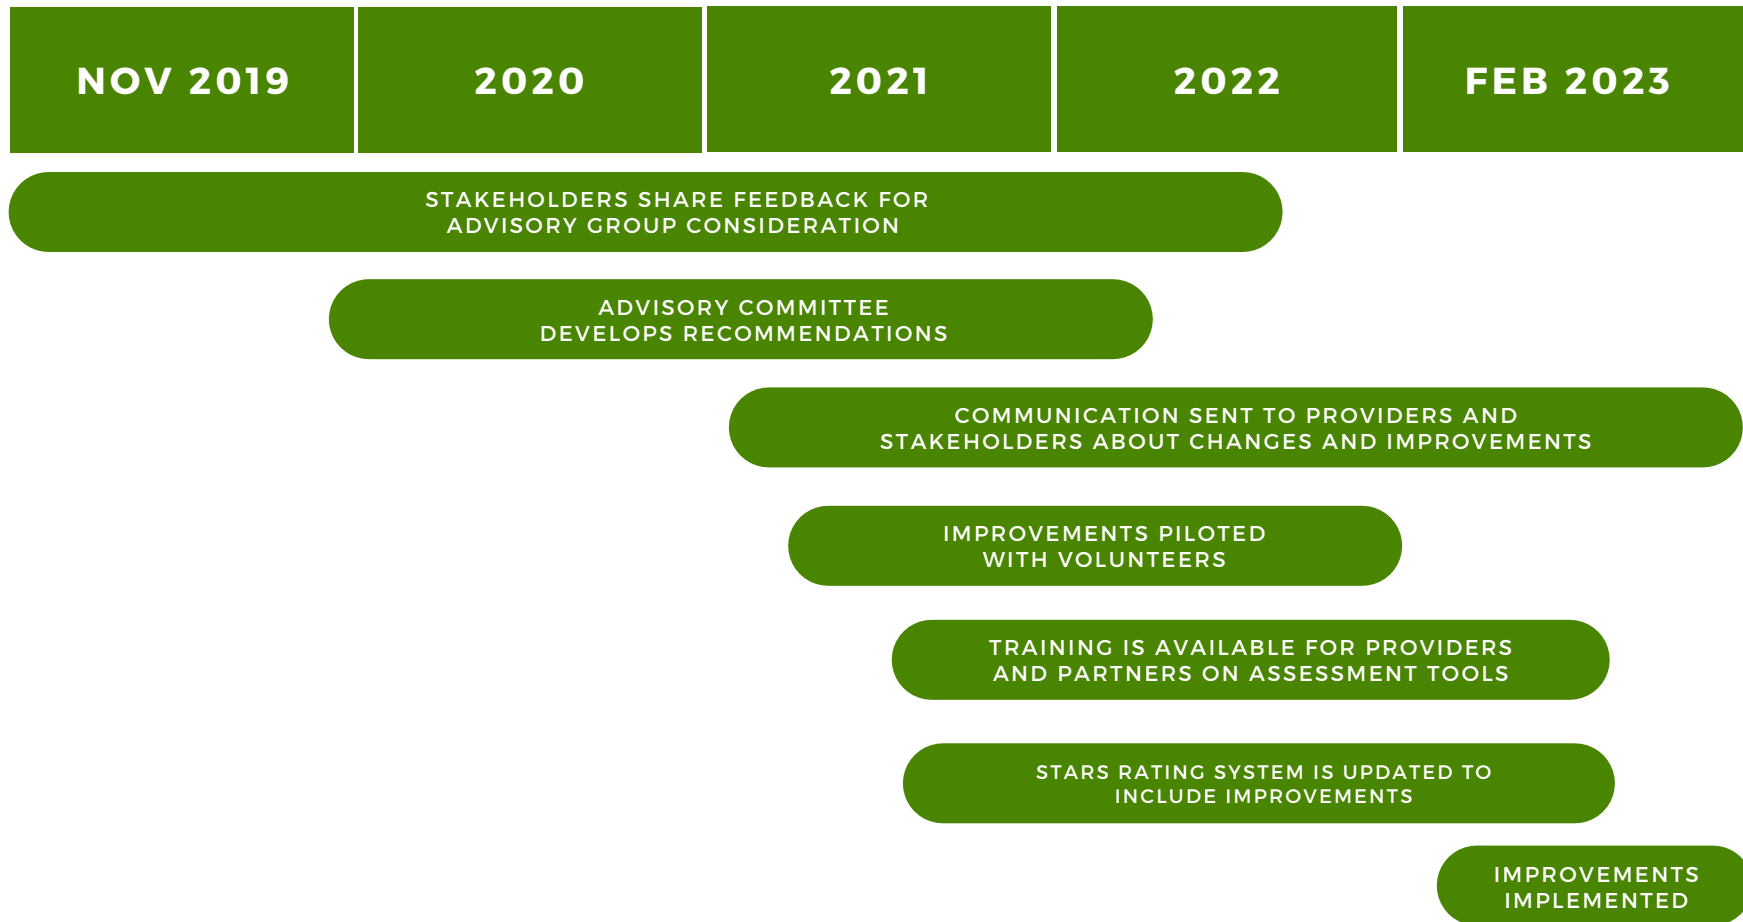 NOV 2019
2020
2021
2022
FEB 2023
STAKEHOLDERS SHARE FEEDBACK FOR
ADVISORY GROUP CONSIDERATION
ADVISORY COMMITTEE
DEVELOPS RECOMMENDATIONS
COMMUNICATION SENT TO PROVIDERS AND
STAKEHOLDERS ABOUT CHANGES AND IMPROVEMENTS
IMPROVEMENTS PILOTED
WITH VOLUNTEERS
TRAINING IS AVAILABLE FOR PROVIDERS
AND PARTNERS ON ASSESSMENT TOOLS
STARS RATING SYSTEM IS UPDATED TO
INCLUDE IMPROVEMENTS
IMPROVEMENTS
IMPLEMENTED